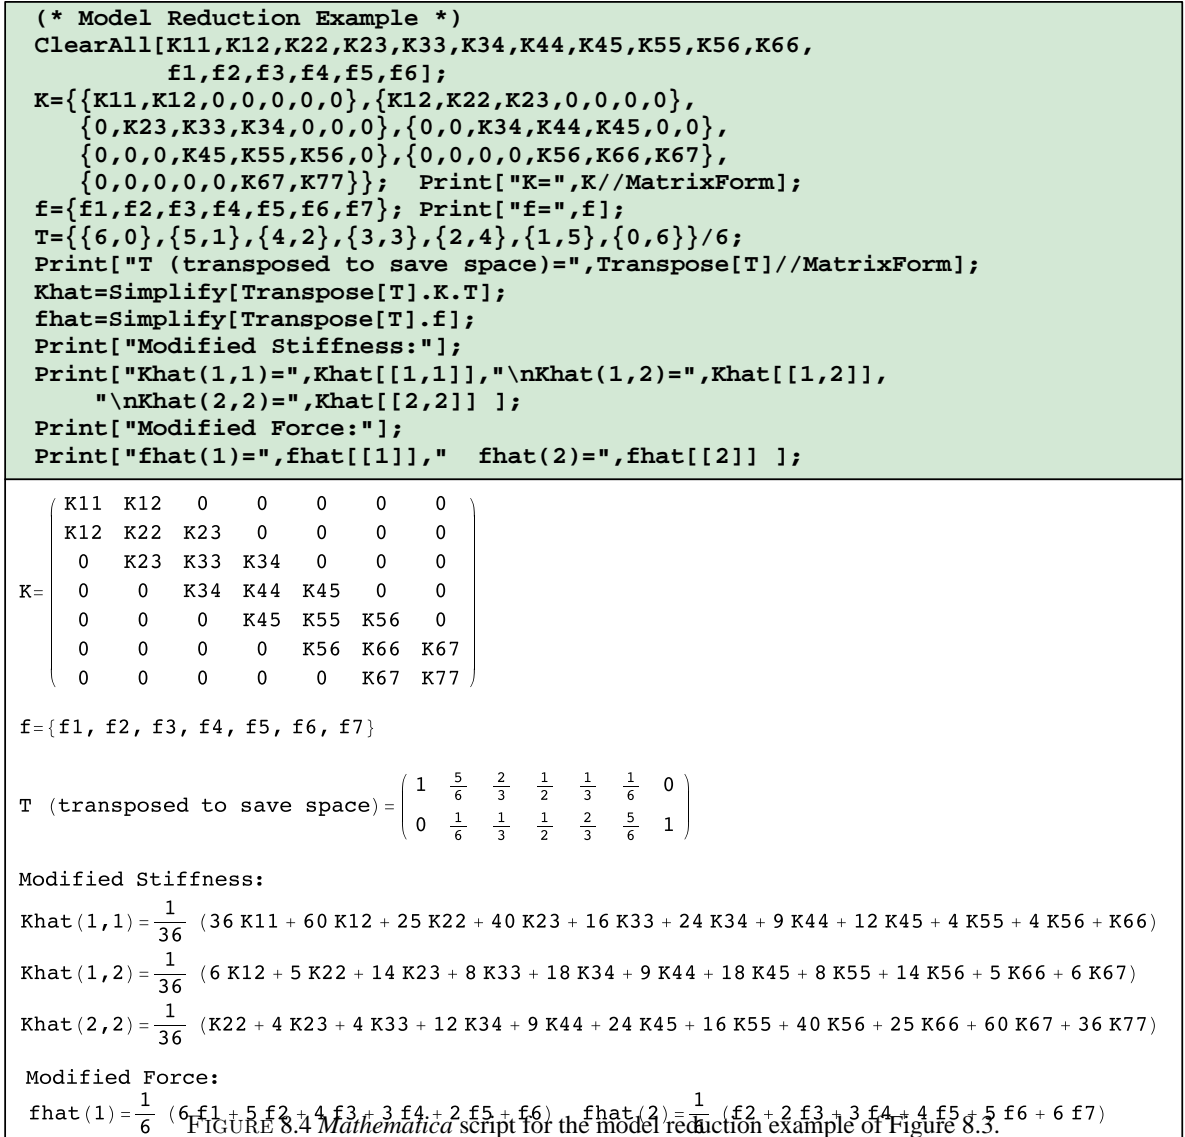 (* Model Reduction Example *)
ClearAll[K11,K12,K22,K23,K33,K34,K44,K45,K55,K56,K66,
f1,f2,f3,f4,f5,f6];
K={{K11,K12,0,0,0,0,0},{K12,K22,K23,0,0,0,0},
{0,K23,K33,K34,0,0,0},{0,0,K34,K44,K45,0,0},
{0,0,0,K45,K55,K56,0},{0,0,0,0,K56,K66,K67},
{0,0,0,0,0,K67,K77}};  Print["K=",K//MatrixForm];
f={f1,f2,f3,f4,f5,f6,f7}; Print["f=",f];
T={{6,0},{5,1},{4,2},{3,3},{2,4},{1,5},{0,6}}/6;
Print["T (transposed to save space)=",Transpose[T]//MatrixForm];
Khat=Simplify[Transpose[T].K.T];
fhat=Simplify[Transpose[T].f];
Print["Modified Stiffness:"];
Print["Khat(1,1)=",Khat[[1,1]],"\nKhat(1,2)=",Khat[[1,2]],
"\nKhat(2,2)=",Khat[[2,2]] ];
Print["Modified Force:"];
Print["fhat(1)=",fhat[[1]],"  fhat(2)=",fhat[[2]] ];
K11 K12 0 0 0 0 0
K12 K22 K23 0 0 0 0
0 K23 K33 K34 0 0 0
K= 0 0 K34 K44 K45 0 0
0 0 0 K45 K55 K56 0
0 0 0 0 K56 K66 K67
0 0 0 0 0 K67 K77
f={f1, f2, f3, f4, f5, f6, f7}
T (transposed to save space)= 1 5/6 2/3 1/2 1/3 1/6 0
0 1/6 1/3 1/2 2/3 5/6 1
Modified Stiffness:
Khat(1,1)=1/36 (36 K11 + 60 K12 + 25 K22 + 40 K23 + 16 K33 + 24 K34 + 9 K44 + 12 K45 + 4 K55 + 4 K56 + K66)
Khat(1,2)=1/36 (6 K12 + 5 K22 + 14 K23 + 8 K33 + 18 K34 + 9 K44 + 18 K45 + 8 K55 + 14 K56 + 5 K66 + 6 K67)
Khat(2,2)=1/36 (K22 + 4 K23 + 4 K33 + 12 K34 + 9 K44 + 24 K45 + 16 K55 + 40 K56 + 25 K66 + 60 K67 + 36 K77)
Modified Force:
fhat(1)=1/6 (6 f1 + 5 f2 + 4 f3 + 3 f4 + 2 f5 + f6)  fhat(2)=1/6 (f2 + 2 f3 + 3 f4 + 4 f5 + 5 f6 + 6 f7)
FIGURE 8.4 Mathematica script for the model reduction example of Figure 8.3.